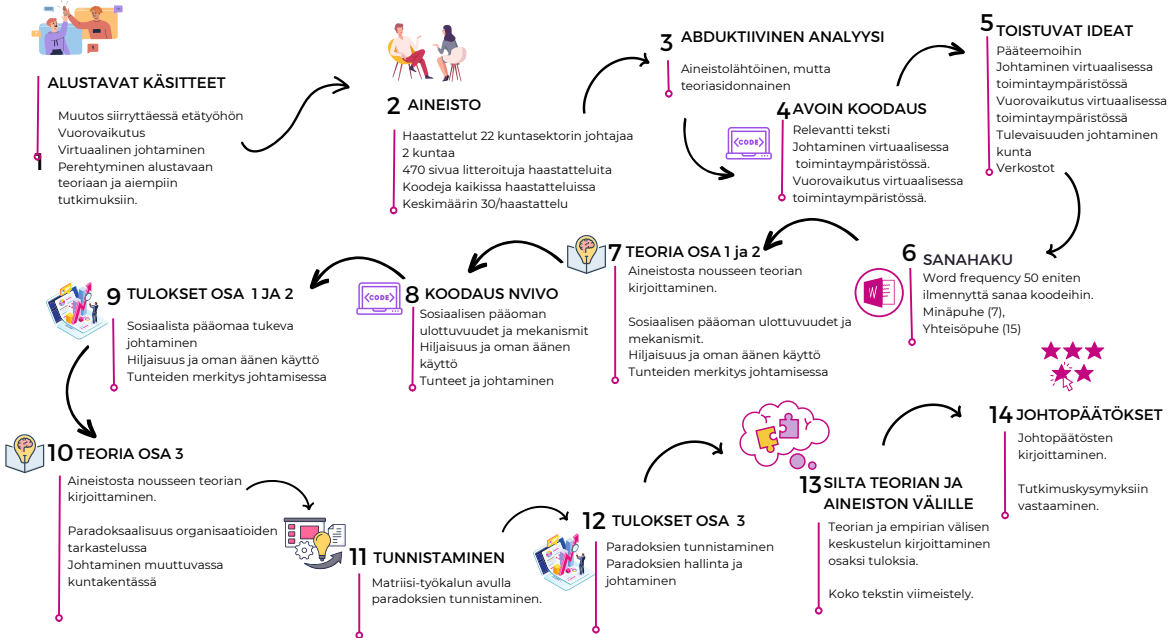 1
ALUSTAVAT KÄSITTEET
Muutos siirryttäessä etätyöhön
Vuorovaikutus
Virtuaalinen johtaminen
Perehtyminen alustavaan
teoriaan ja aiempiin
tutkimuksiin.
2 AINEISTO
Haastattelut 22 kuntasektorin johtajaa
2 kuntaa
470 sivua litteroituja haastatteluita
Koodeja kaikissa haastatteluissa
Keskimäärin 30/haastattelu
3 ABDUKTIIVINEN ANALYYSI
Aineistolähtöinen, mutta
teoriasidonnainen
<CODE>
4 AVOIN KOODAUS
Relevantti teksti
Johtaminen virtuaalisessa
toimintaympäristössä.
Vuorovaikutus virtuaalisessa
toimintaympäristössä.
5 TOISTUVAT IDEAT
Pääteemoihin
Johtaminen virtuaalisessa
toimintaympäristössä
Vuorovaikutus virtuaalisessa
toimintaympäristössä
Tulevaisuuden johtaminen
kunta
Verkostot
6 SANAHAKU
W
Word frequency 50 eniten
ilmennyttä sanaa koodeihin.
Minäpuhe (7),
Yhteisöpuhe (15)
7 TEORIA OSA 1 ja 2
Aineistosta nousseen teorian
kirjoittaminen.
Sosiaalisen pääoman ulottuvuudet ja
mekanismit.
Hiljaisuus ja oman äänen käyttö
Tunteiden merkitys johtamisessa
<CODE>
8 KOODAUS NVIVO
Sosiaalisen pääoman
ulottuvuudet ja mekanismit
Hiljaisuus ja oman äänen
käyttö
Tunteet ja johtaminen
9 TULOKSET OSA 1 JA 2
Sosiaalista pääomaa tukeva
johtaminen
Hiljaisuus ja oman äänen käyttö
Tunteiden merkitys johtamisessa
10 TEORIA OSA 3
Aineistosta nousseen teorian
kirjoittaminen.
Paradoksaalisuus organisaatioiden
tarkastelussa
Johtaminen muuttuvassa
kuntakentässä
11 TUNNISTAMINEN
Matriisi-työkalun avulla
paradoksien tunnistaminen.
12 TULOKSET OSA 3
Paradoksien tunnistaminen
Paradoksien hallinta ja
johtaminen
13 SILTA TEORIAN JA
AINEISTON VÄLILLE
Teorian ja empirian välisen
keskustelun kirjoittaminen
osaksi tuloksia.
Koko tekstin viimeistely.
14 JOHTOPÄÄTÖKSET
Johtopäätösten
kirjoittaminen.
Tutkimuskysymyksiin
vastaaminen.